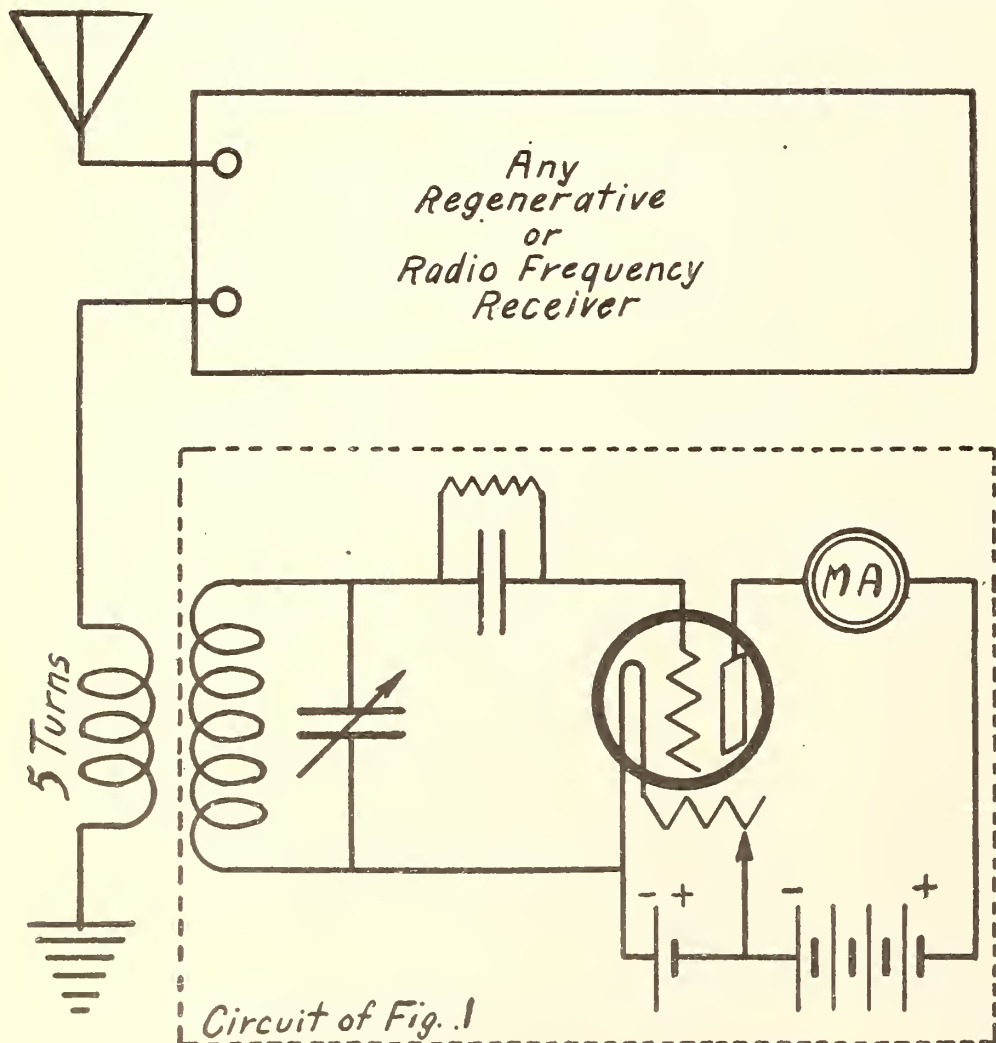 Any
Regenerative
or
Radio Frequency
Receiver
5 Turns
MA
- +
- +
Circuit of Fig. .1